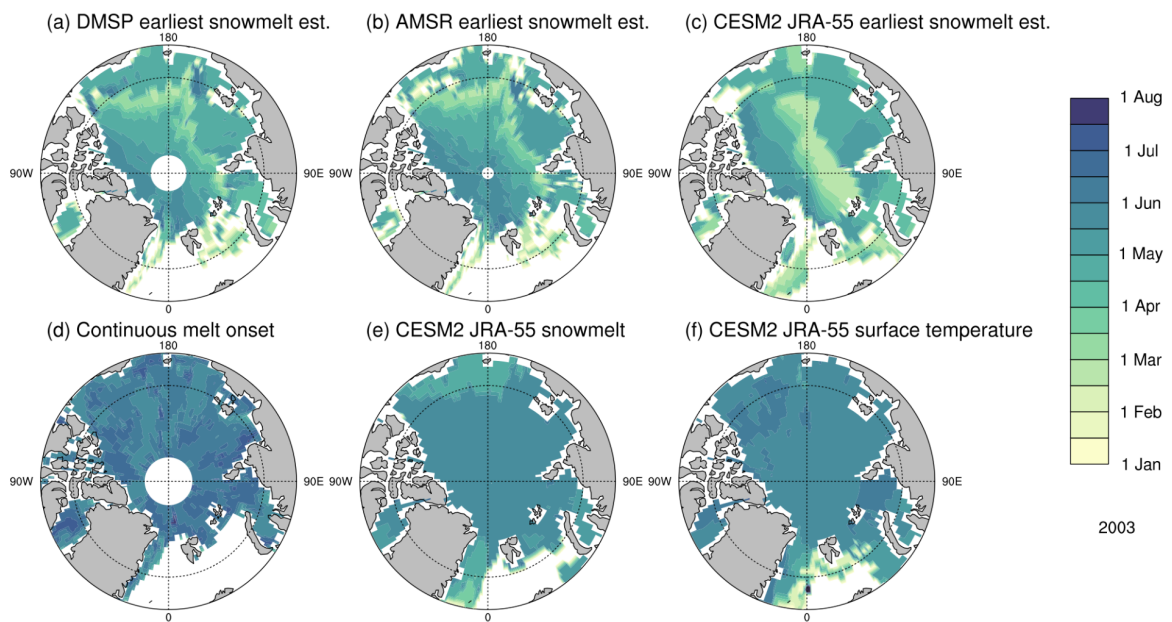 (a) DMSP earliest snowmelt est.
(b) AMSR earliest snowmelt est.
(c) CESM2 JRA-55 earliest snowmelt est.
180
180
180
90W
90E
90W
90E
90W
90E
0
0
0
(d) Continuous melt onset
(e) CESM2 JRA-55 snowmelt
(f) CESM2 JRA-55 surface temperature
180
180
180
90W
90E
90W
90E
90W
90E
0
0
0
1 Aug
1 Jul
1 Jun
1 May
1 Apr
1 Mar
1 Feb
1 Jan
2003